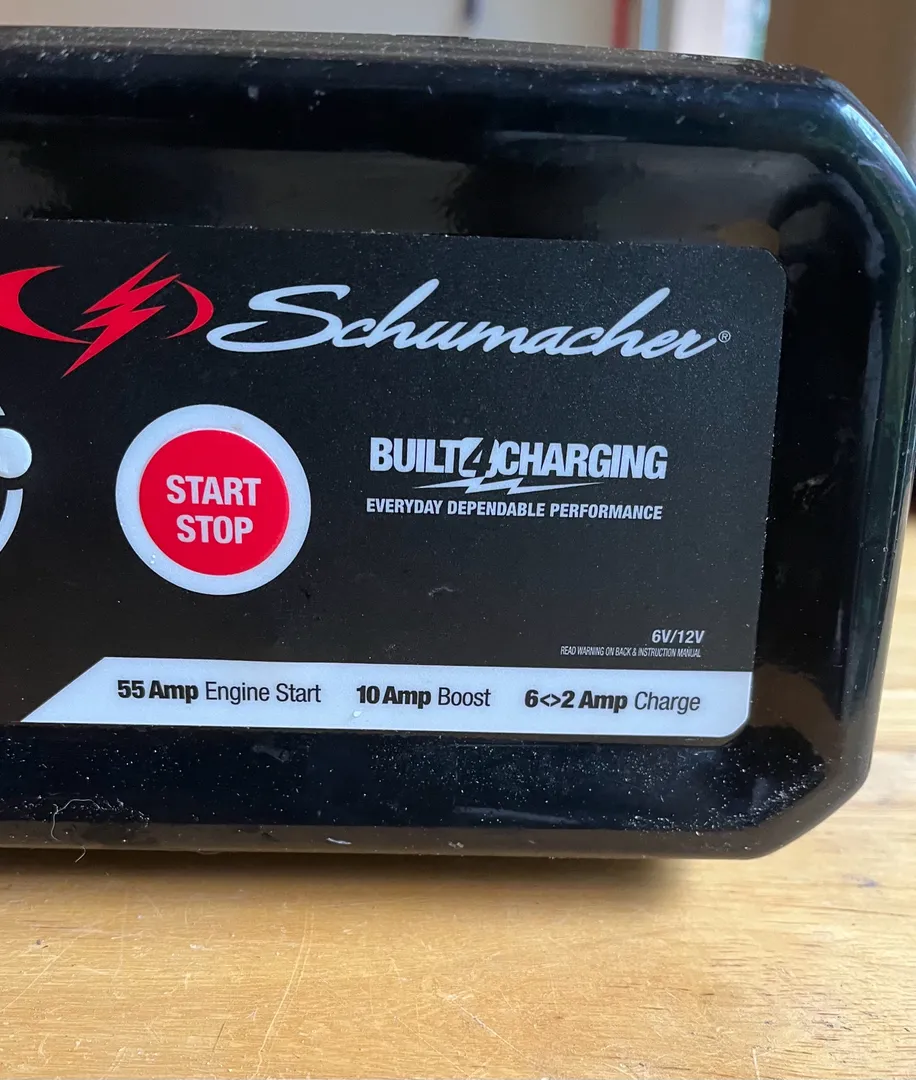 Schumacher®
START
STOP
BUILT4CHARGING
EVERYDAY DEPENDABLE PERFORMANCE
6V/12V
READ WARNING ON BACK & INSTRUCTION MANUAL
55 Amp Engine Start 10 Amp Boost 6<>2 Amp Charge